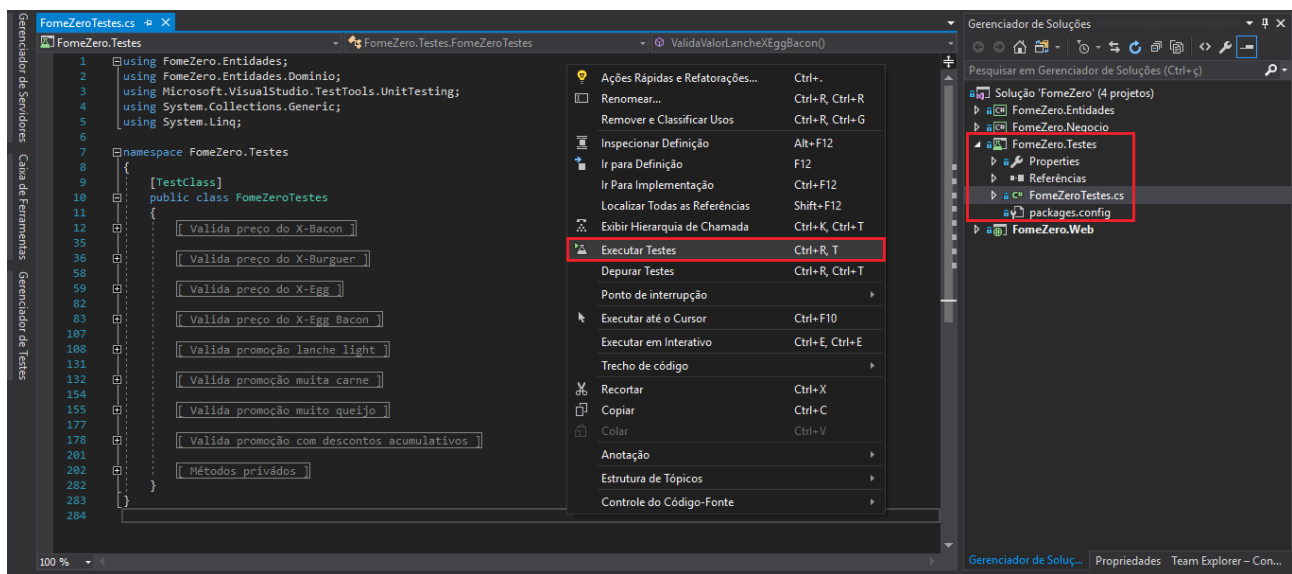 Gerenciador de Servidores
Caixa de Ferramentas
Gerenciador de Testes
FomeZeroTestes.cs
FomeZero.Testes
FomeZero.Testes.FomeZeroTestes
ValidaValorLancheXEggBacon()
1 using FomeZero.Entidades;
2 using FomeZero.Entidades.Dominio;
3 using Microsoft.VisualStudio.TestTools.UnitTesting;
4 using System.Collections.Generic;
5 using System.Linq;
6
7 namespace FomeZero.Testes
8 {
9 [TestClass]
10 public class FomeZeroTestes
11 {
12 [ Valida preço do X-Bacon ]
35
36 [ Valida preço do X-Burguer ]
58
59 [ Valida preço do X-Egg ]
82
83 [ Valida preço do X-Egg Bacon ]
107
108 [ Valida promoção lanche light ]
131
132 [ Valida promoção muita carne ]
154
155 [ Valida promoção muito queijo ]
177
178 [ Valida promoção com descontos acumulativos ]
201
202 [ Métodos privádos ]
282 }
283 }
284
100 %
Ações Rápidas e Refatorações... Ctrl+.
Renomear... Ctrl+R, Ctrl+R
Remover e Classificar Usos Ctrl+R, Ctrl+G
Inspecionar Definição Alt+F12
Ir para Definição F12
Ir Para Implementação Ctrl+F12
Localizar Todas as Referências Shift+F12
Exibir Hierarquia de Chamada Ctrl+K, Ctrl+T
Executar Testes Ctrl+R, T
Depurar Testes Ctrl+R, Ctrl+T
Ponto de interrupção
Executar até o Cursor Ctrl+F10
Executar em Interativo Ctrl+E, Ctrl+E
Trecho de código
Recortar Ctrl+X
Copiar Ctrl+C
Colar Ctrl+V
Anotação
Estrutura de Tópicos
Controle do Código-Fonte
Gerenciador de Soluções
Pesquisar em Gerenciador de Soluções (Ctrl+ç)
Solução 'FomeZero' (4 projetos)
C# FomeZero.Entidades
C# FomeZero.Negocio
FomeZero.Testes
Properties
Referências
C# FomeZeroTestes.cs
packages.config
FomeZero.Web
Gerenciador de Soluç... Propriedades Team Explorer – Con...